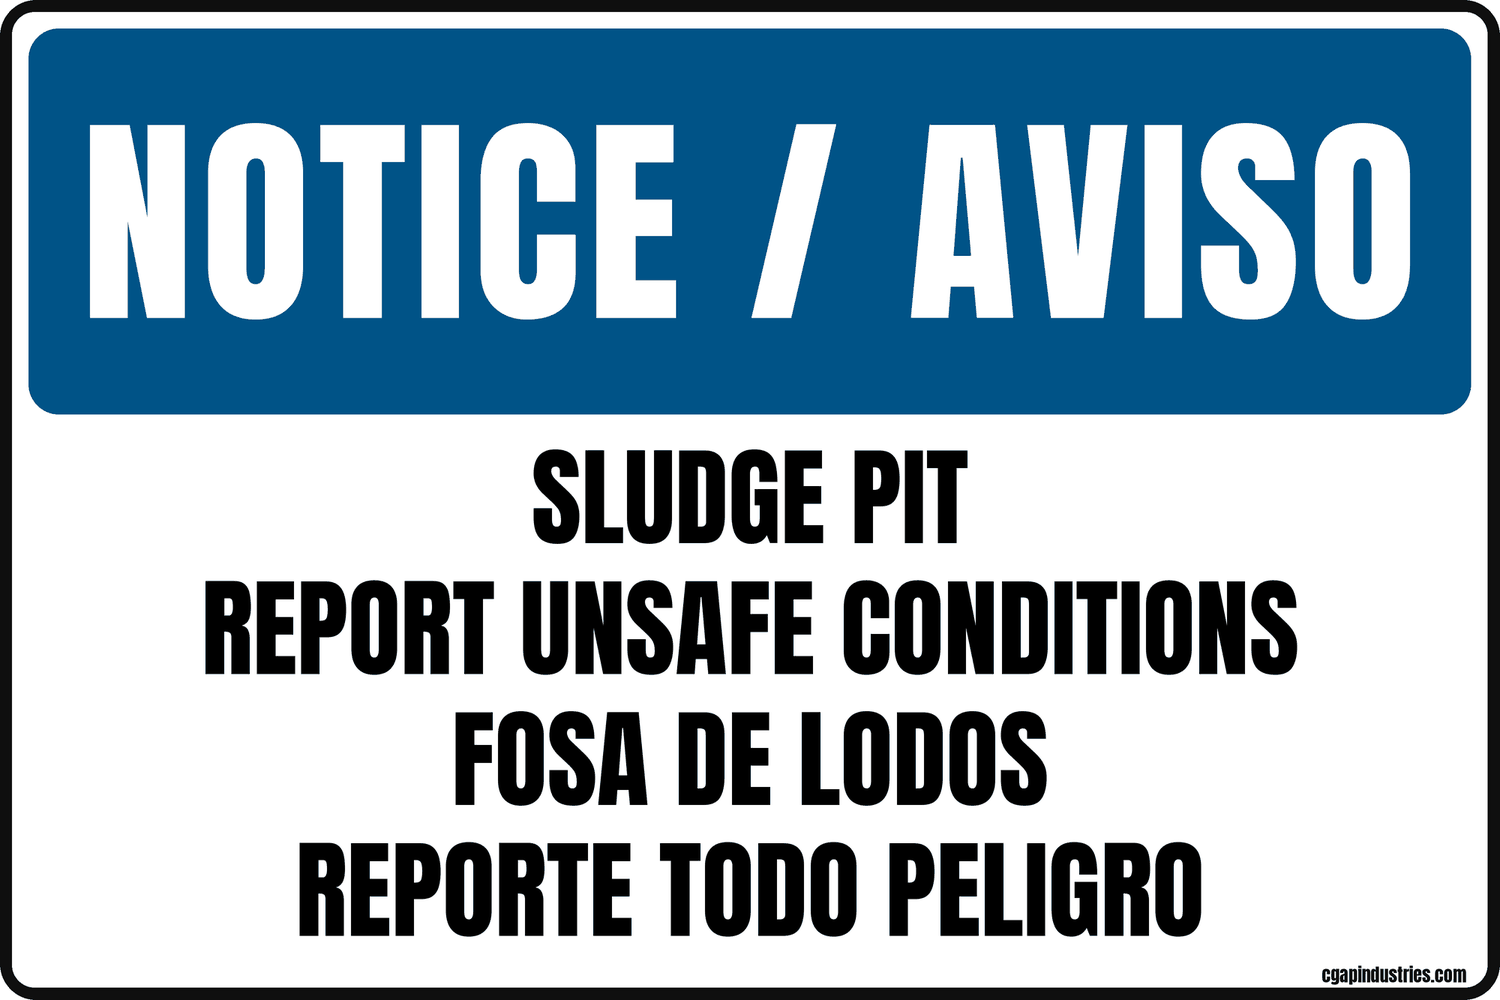 NOTICE / AVISO
SLUDGE PIT
REPORT UNSAFE CONDITIONS
FOSA DE LODOS
REPORTE TODO PELIGRO
cgapindustries.com